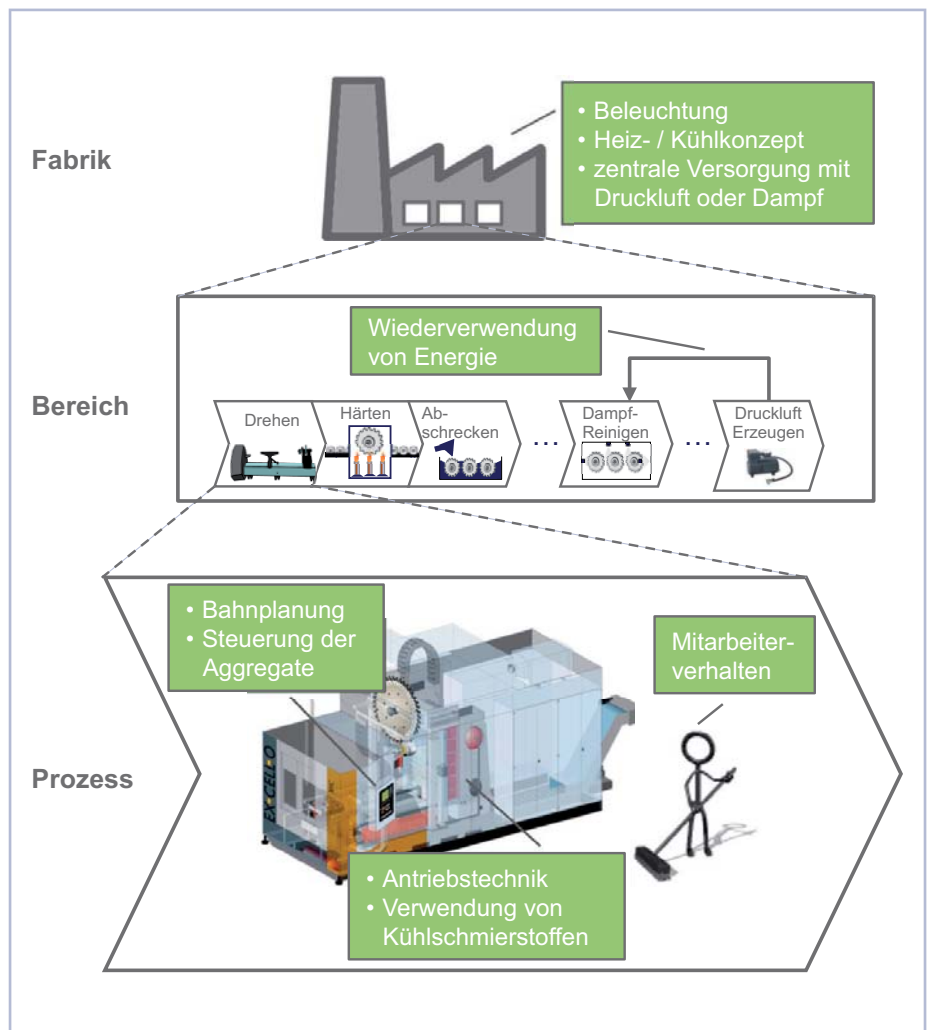 Fabrik
• Beleuchtung
• Heiz- / Kühlkonzept
• zentrale Versorgung mit
Druckluft oder Dampf
Bereich
Wiederverwendung
von Energie
Drehen
Härten
Ab-
schrecken
...
Dampf-
Reinigen
...
Druckluft
Erzeugen
Prozess
• Bahnplanung
• Steuerung der
Aggregate
Mitarbeiter-
verhalten
• Antriebstechnik
• Verwendung von
Kühlschmierstoffen